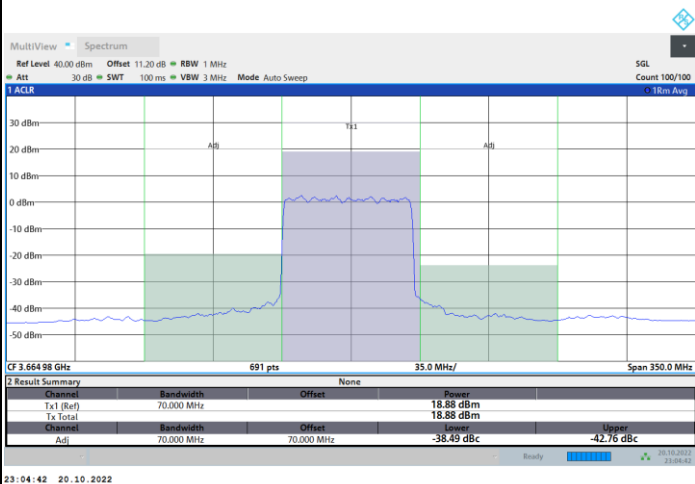 MultiView Spectrum
Ref Level 40.00 dBm Offset 11.20 dB RBW 1 MHz SGL
Att 30 dB SWT 100 ms VBW 3 MHz Mode Auto Sweep Count 100/100
1 ACLR 1Rm Avg
30 dBm
Tx1
20 dBm
Adj Adj
10 dBm
0 dBm
-10 dBm
-20 dBm
-30 dBm
-40 dBm
-50 dBm
CF 3.664 98 GHz 691 pts 35.0 MHz/ Span 350.0 MHz
2 Result Summary None
Channel Bandwidth Offset Power
Tx1 (Ref) 70.000 MHz 18.88 dBm
Tx Total 18.88 dBm
Channel Bandwidth Offset Lower Upper
Adj 70.000 MHz 70.000 MHz -38.49 dBc -42.76 dBc
Ready 20.10.2022
23:04:42
23:04:42 20.10.2022